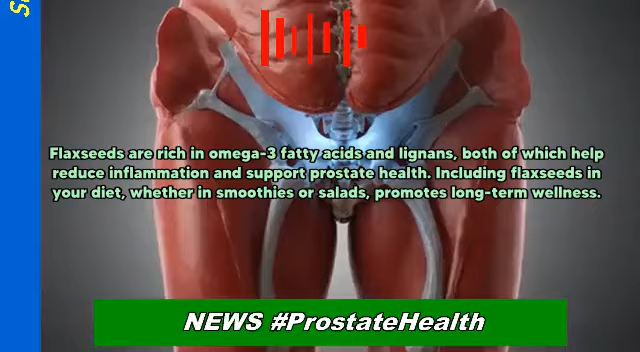 Flaxseeds are rich in omega-3 fatty acids and lignans, both of which help
reduce inflammation and support prostate health. Including flaxseeds in
your diet, whether in smoothies or salads, promotes long-term wellness.
NEWS #ProstateHealth